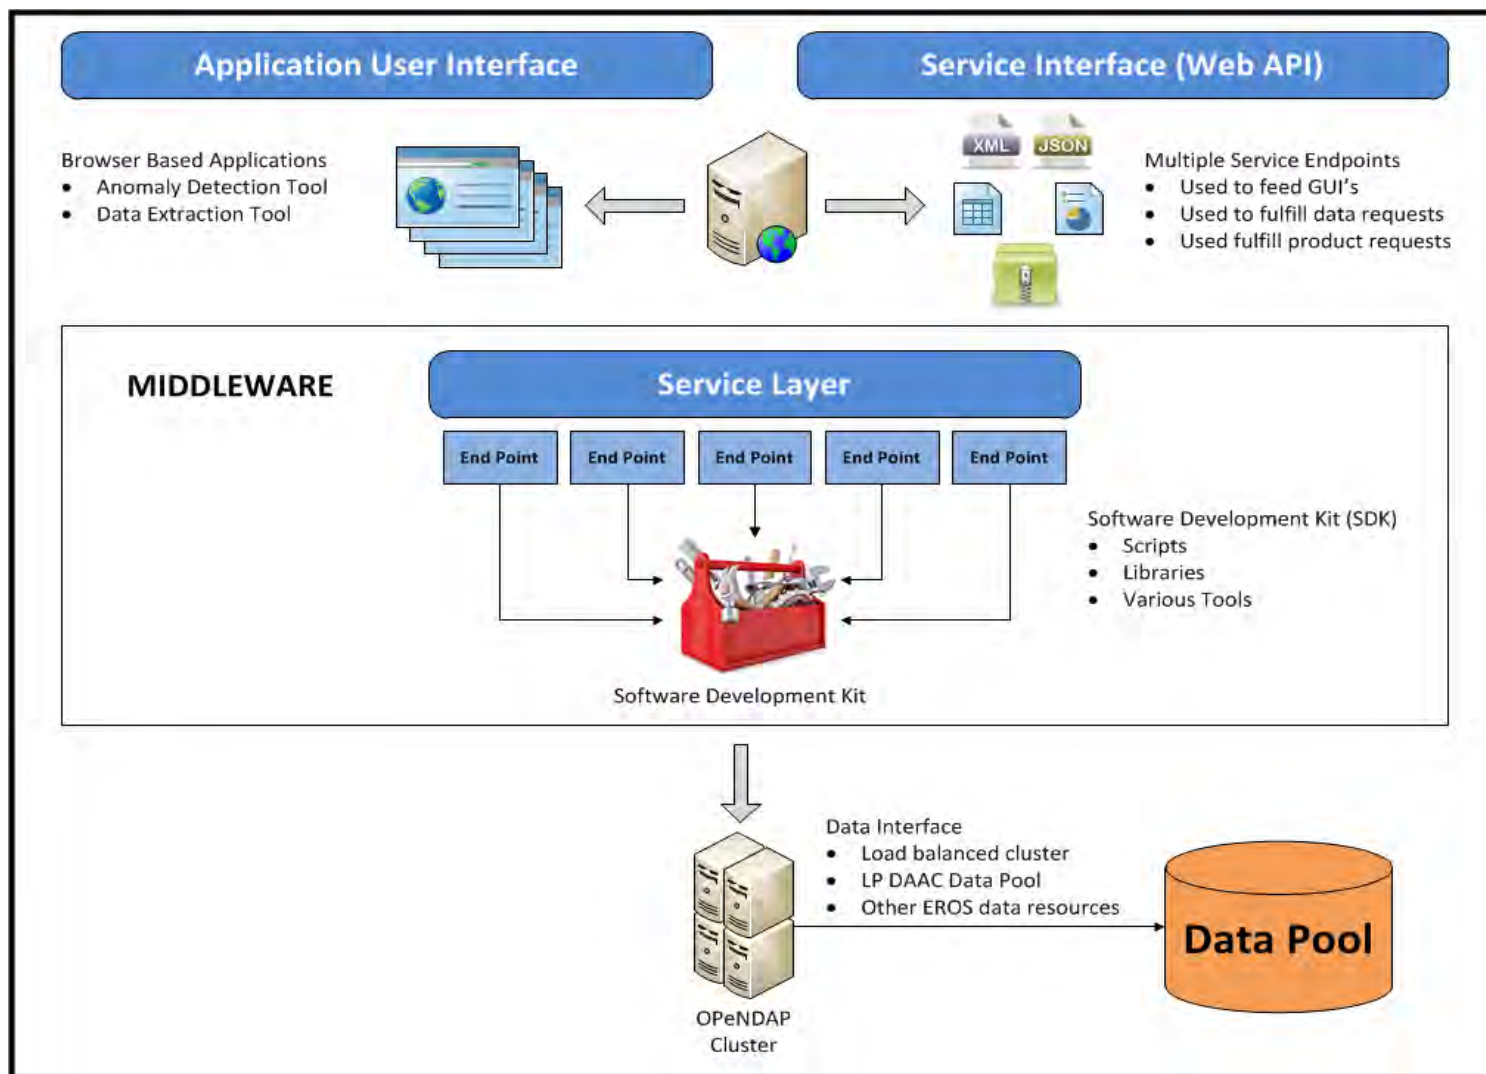 Application User Interface
Service Interface (Web API)
Browser Based Applications
• Anomaly Detection Tool
• Data Extraction Tool
XML
JSON
Multiple Service Endpoints
• Used to feed GUI's
• Used to fulfill data requests
• Used fulfill product requests
MIDDLEWARE
Service Layer
End Point
End Point
End Point
End Point
End Point
Software Development Kit (SDK)
• Scripts
• Libraries
• Various Tools
Software Development Kit
Data Interface
• Load balanced cluster
• LP DAAC Data Pool
• Other EROS data resources
Data Pool
OPeNDAP
Cluster